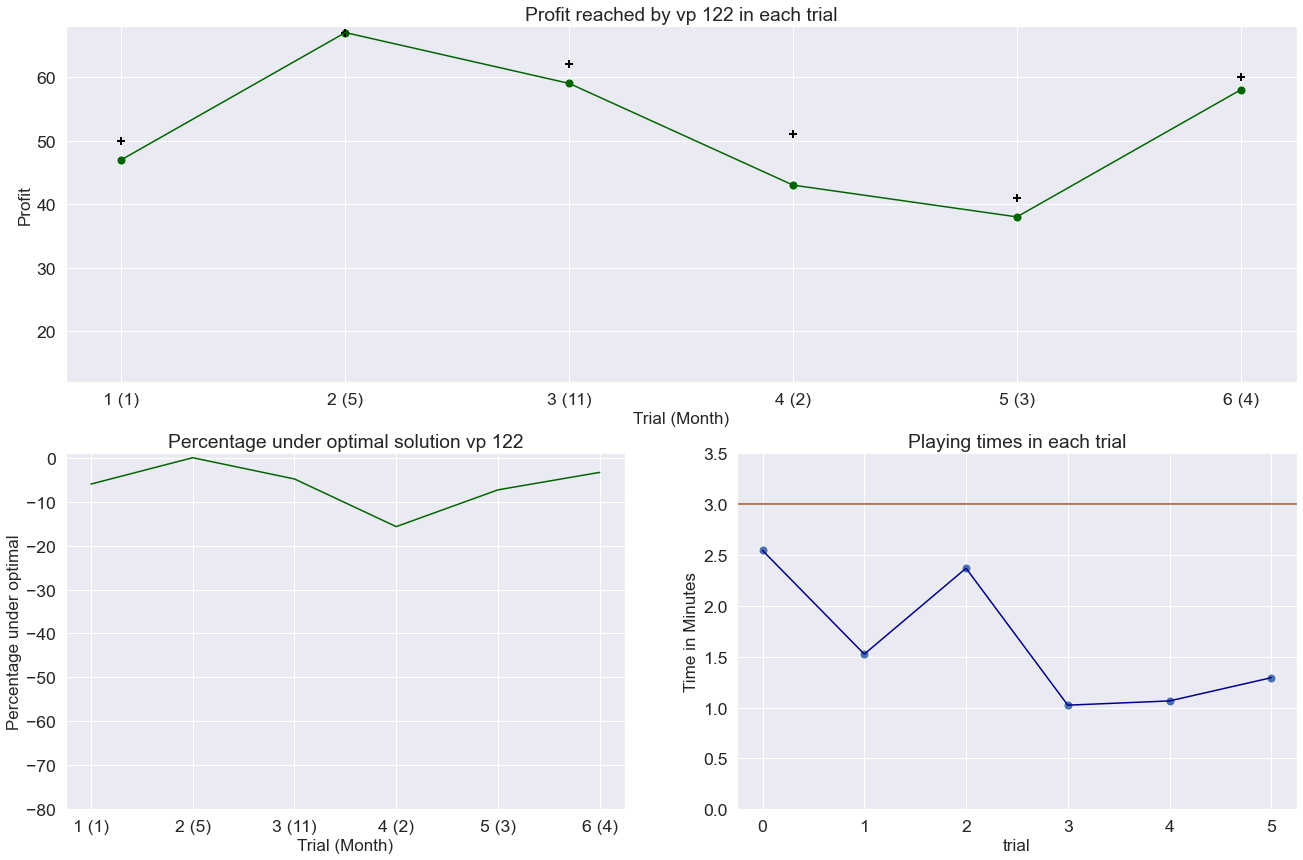 Profit reached by vp 122 in each trial
Profit
60
50
40
30
20
1 (1) 2 (5) 3 (11) 4 (2) 5 (3) 6 (4)
Trial (Month)
Percentage under optimal solution vp 122
Percentage under optimal
0
−10
−20
−30
−40
−50
−60
−70
−80
1 (1) 2 (5) 3 (11) 4 (2) 5 (3) 6 (4)
Trial (Month)
Playing times in each trial
Time in Minutes
3.5
3.0
2.5
2.0
1.5
1.0
0.5
0.0
0 1 2 3 4 5
trial